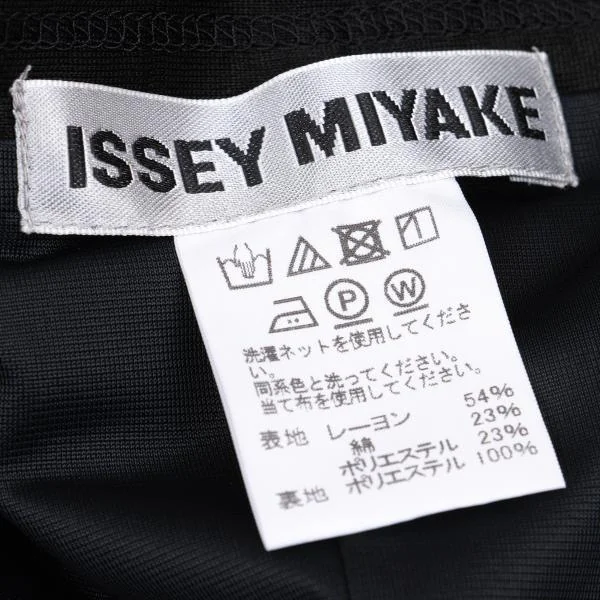 ISSEY MIYAKE
P W
洗濯ネットを使用してくださ
い。
同系色と洗ってください。
当て布を使用してください。
表地 レーヨン 54%
綿 23%
ポリエステル 23%
裏地 ポリエステル 100%